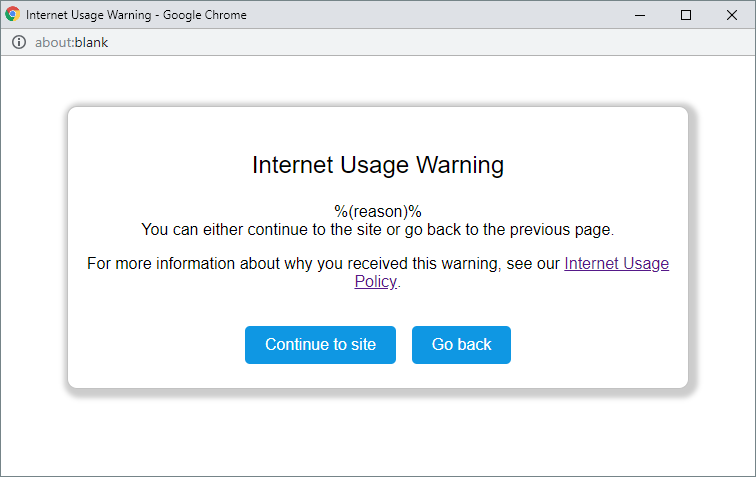 Internet Usage Warning - Google Chrome
about:blank
Internet Usage Warning
%(reason)%
You can either continue to the site or go back to the previous page.
For more information about why you received this warning, see our Internet Usage
Policy.
Continue to site
Go back